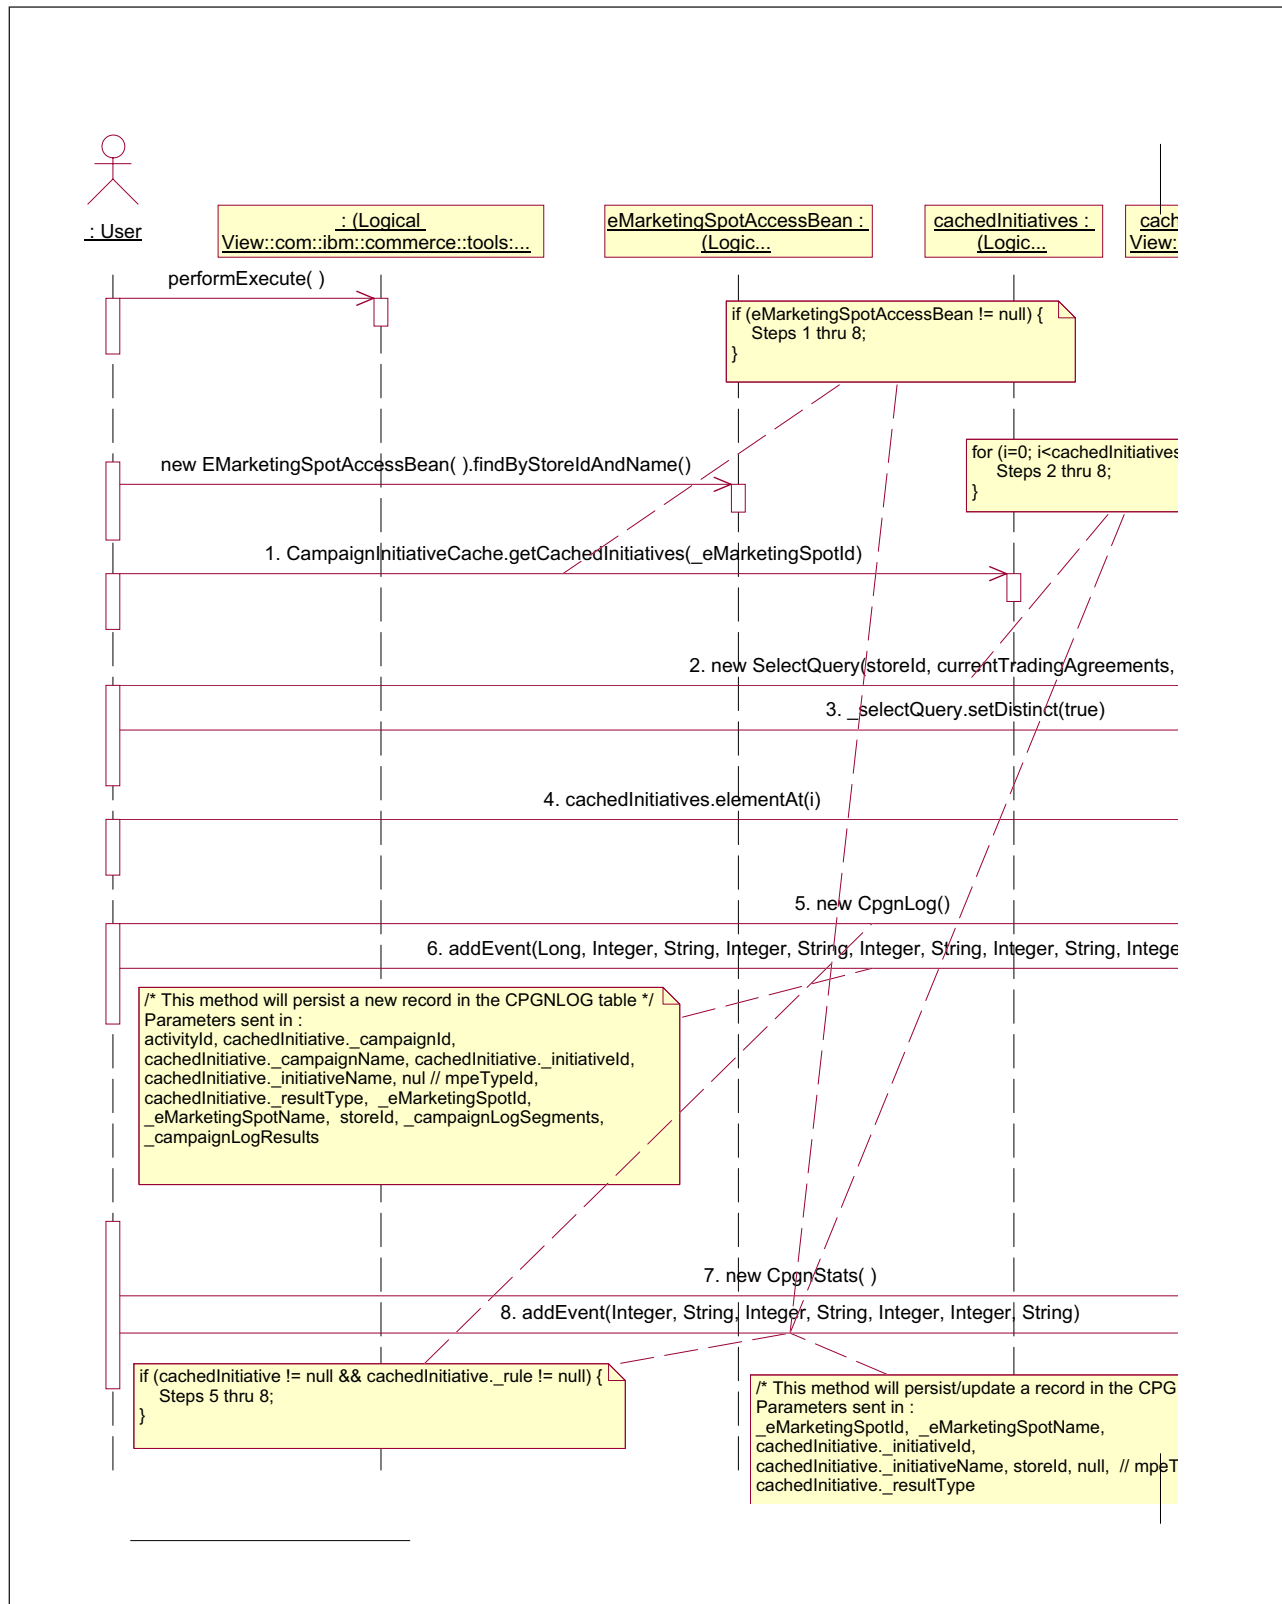 : User
: (Logical
View::com::ibm::commerce::tools:...
eMarketingSpotAccessBean :
(Logic...
cachedInitiatives :
(Logic...
cach
View::
performExecute( )
if (eMarketingSpotAccessBean != null) {
Steps 1 thru 8;
}
for (i=0; i<cachedInitiatives
Steps 2 thru 8;
}
new EMarketingSpotAccessBean( ).findByStoreIdAndName()
1. CampaignInitiativeCache.getCachedInitiatives(_eMarketingSpotId)
2. new SelectQuery(storeId, currentTradingAgreements,
3. _selectQuery.setDistinct(true)
4. cachedInitiatives.elementAt(i)
5. new CpgnLog()
6. addEvent(Long, Integer, String, Integer, String, Integer, String, Integer, String, Intege
/* This method will persist a new record in the CPGNLOG table */
Parameters sent in :
activityId, cachedInitiative._campaignId,
cachedInitiative._campaignName, cachedInitiative._initiativeId,
cachedInitiative._initiativeName, nul // mpeTypeId,
cachedInitiative._resultType, _eMarketingSpotId,
_eMarketingSpotName, storeId, _campaignLogSegments,
_campaignLogResults
7. new CpgnStats( )
8. addEvent(Integer, String, Integer, String, Integer, Integer, String)
if (cachedInitiative != null && cachedInitiative._rule != null) {
Steps 5 thru 8;
}
/* This method will persist/update a record in the CPG
Parameters sent in :
_eMarketingSpotId, _eMarketingSpotName,
cachedInitiative._initiativeId,
cachedInitiative._initiativeName, storeId, null, // mpeT
cachedInitiative._resultType